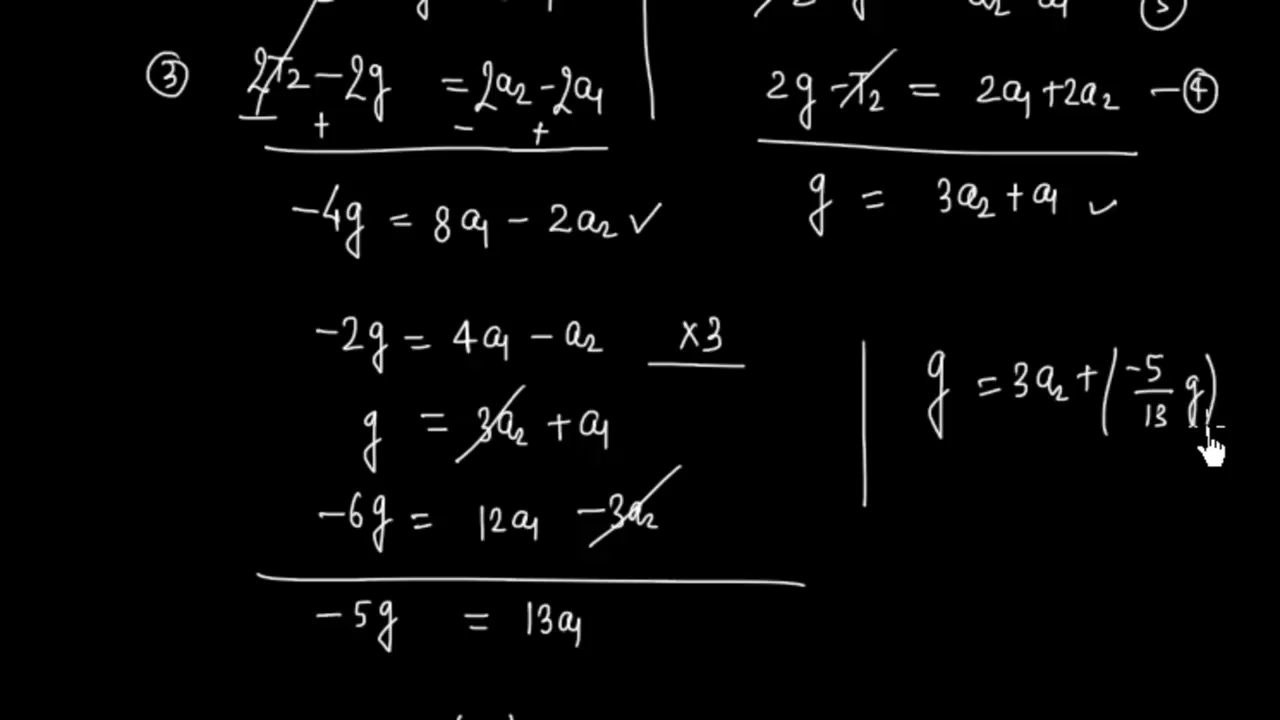 ③ 2T₂ - 2g = 2a₂ - 2a₁
+ - +
-4g = 8a₁ - 2a₂ ✓
2g - T₂ = 2a₁ + 2a₂ - ④
g = 3a₂ + a₁ ✓
-2g = 4a₁ - a₂ ×3
g = 3a₂ + a₁
-6g = 12a₁ - 3a₂
-5g = 13a₁
g = 3a₂ + (-5/13 g)